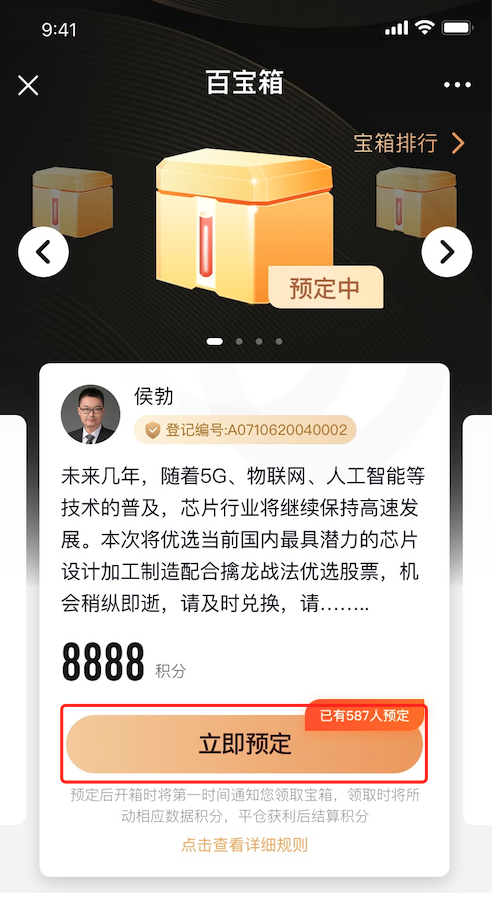 9:41
百宝箱
宝箱排行
预定中
侯勃
登记编号:A0710620040002
未来几年，随着5G、物联网、人工智能等
技术的普及，芯片行业将继续保持高速发
展。本次将优选当前国内最具潜力的芯片
设计加工制造配合擒龙战法优选股票，机
会稍纵即逝，请及时兑换，请……..
8888 积分
已有587人预定
立即预定
预定后开箱时将第一时间通知您领取宝箱，领取时将所
动相应数据积分，平仓获利后结算积分
点击查看详细规则